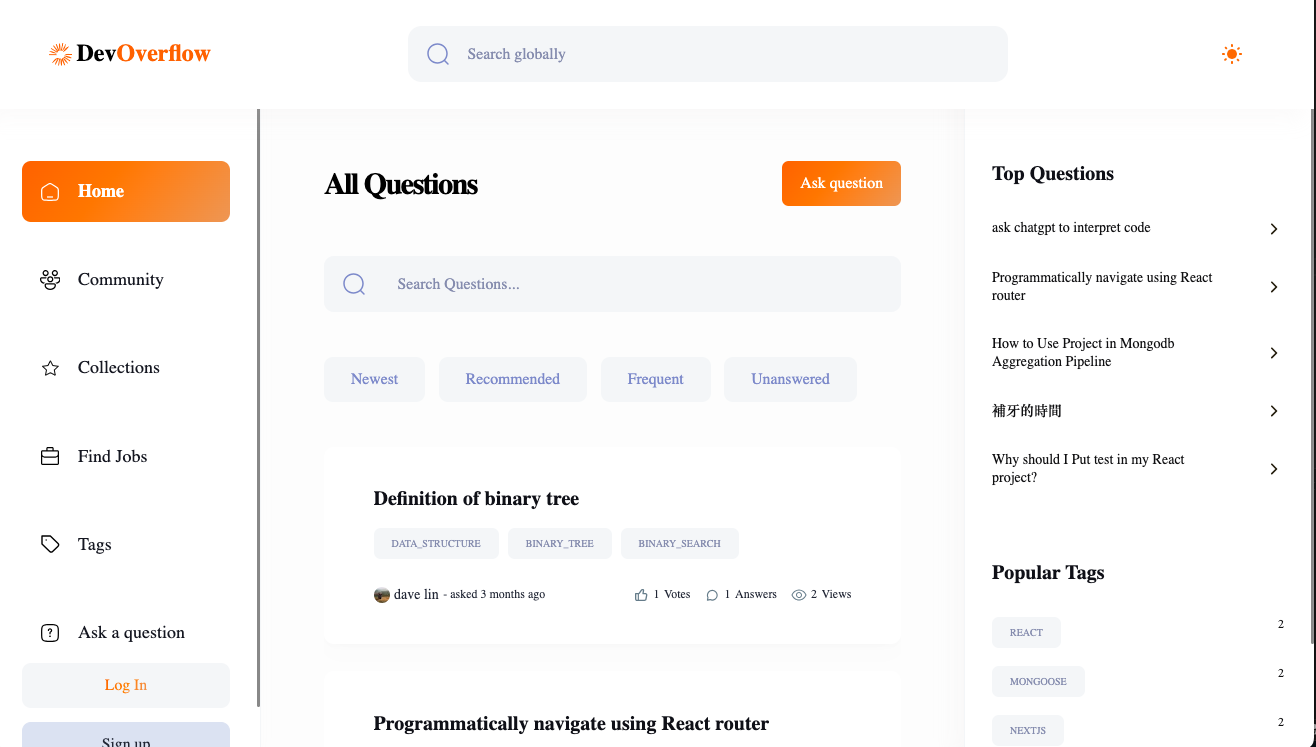 DevOverflow
Search globally
Home
Community
Collections
Find Jobs
Tags
Ask a question
Log In
Sign up
All Questions
Ask question
Search Questions...
Newest
Recommended
Frequent
Unanswered
Definition of binary tree
DATA_STRUCTURE
BINARY_TREE
BINARY_SEARCH
dave lin - asked 3 months ago
1 Votes
1 Answers
2 Views
Programmatically navigate using React router
Top Questions
ask chatgpt to interpret code
Programmatically navigate using React
router
How to Use Project in Mongodb
Aggregation Pipeline
補牙的時間
Why should I Put test in my React
project?
Popular Tags
REACT
2
MONGOOSE
2
NEXTJS
2